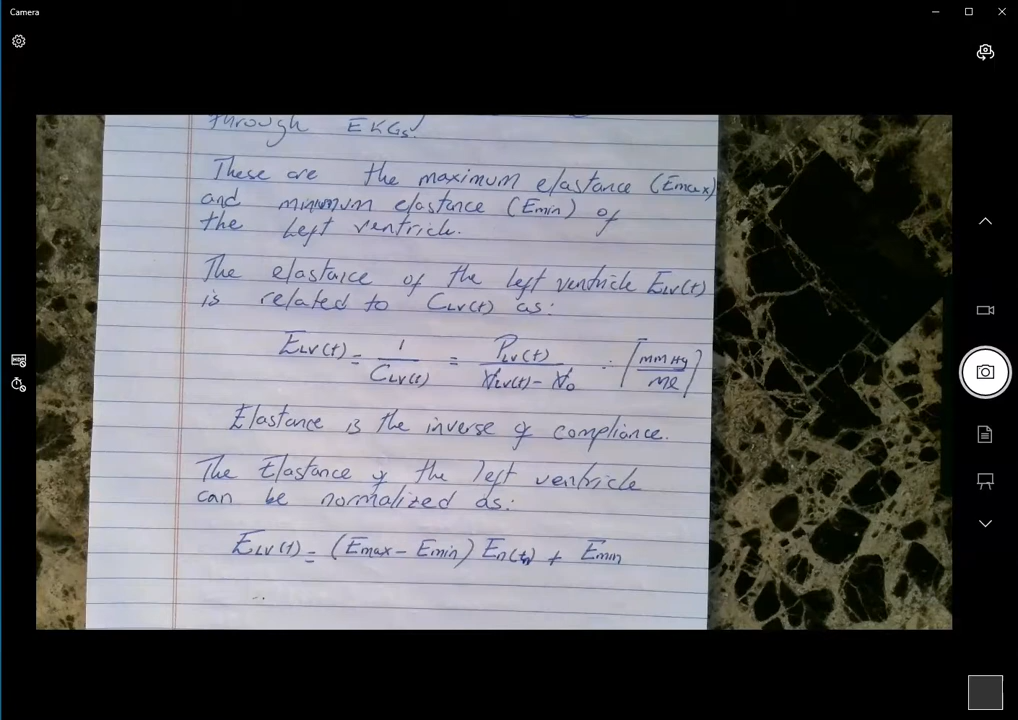 Camera
through EKGs.
These are the maximum elastance (Emax)
and minimum elastance (Emin) of
the Left ventricle.
The elastance of the left ventricle ELV(t)
is related to CLV(t) as:
ELV(t) = 1 / CLV(t) = PLV(t) / VLV(t) - V0 : [mmHg / ml]
Elastance is the inverse of compliance.
The Elastance of the left ventricle
can be normalized as:
ELV(t) = (Emax - Emin) En(tn) + Emin